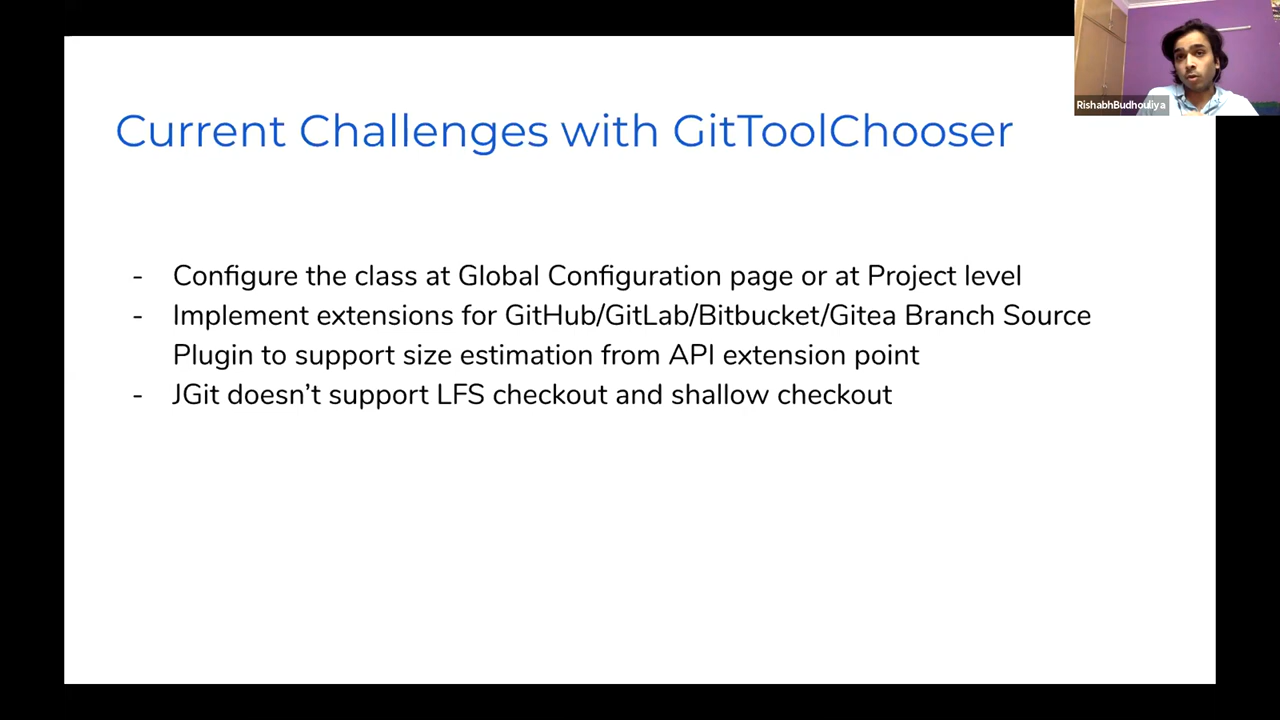 RishabhBudhouliya
Current Challenges with GitToolChooser
- Configure the class at Global Configuration page or at Project level
- Implement extensions for GitHub/GitLab/Bitbucket/Gitea Branch Source
Plugin to support size estimation from API extension point
- JGit doesn’t support LFS checkout and shallow checkout